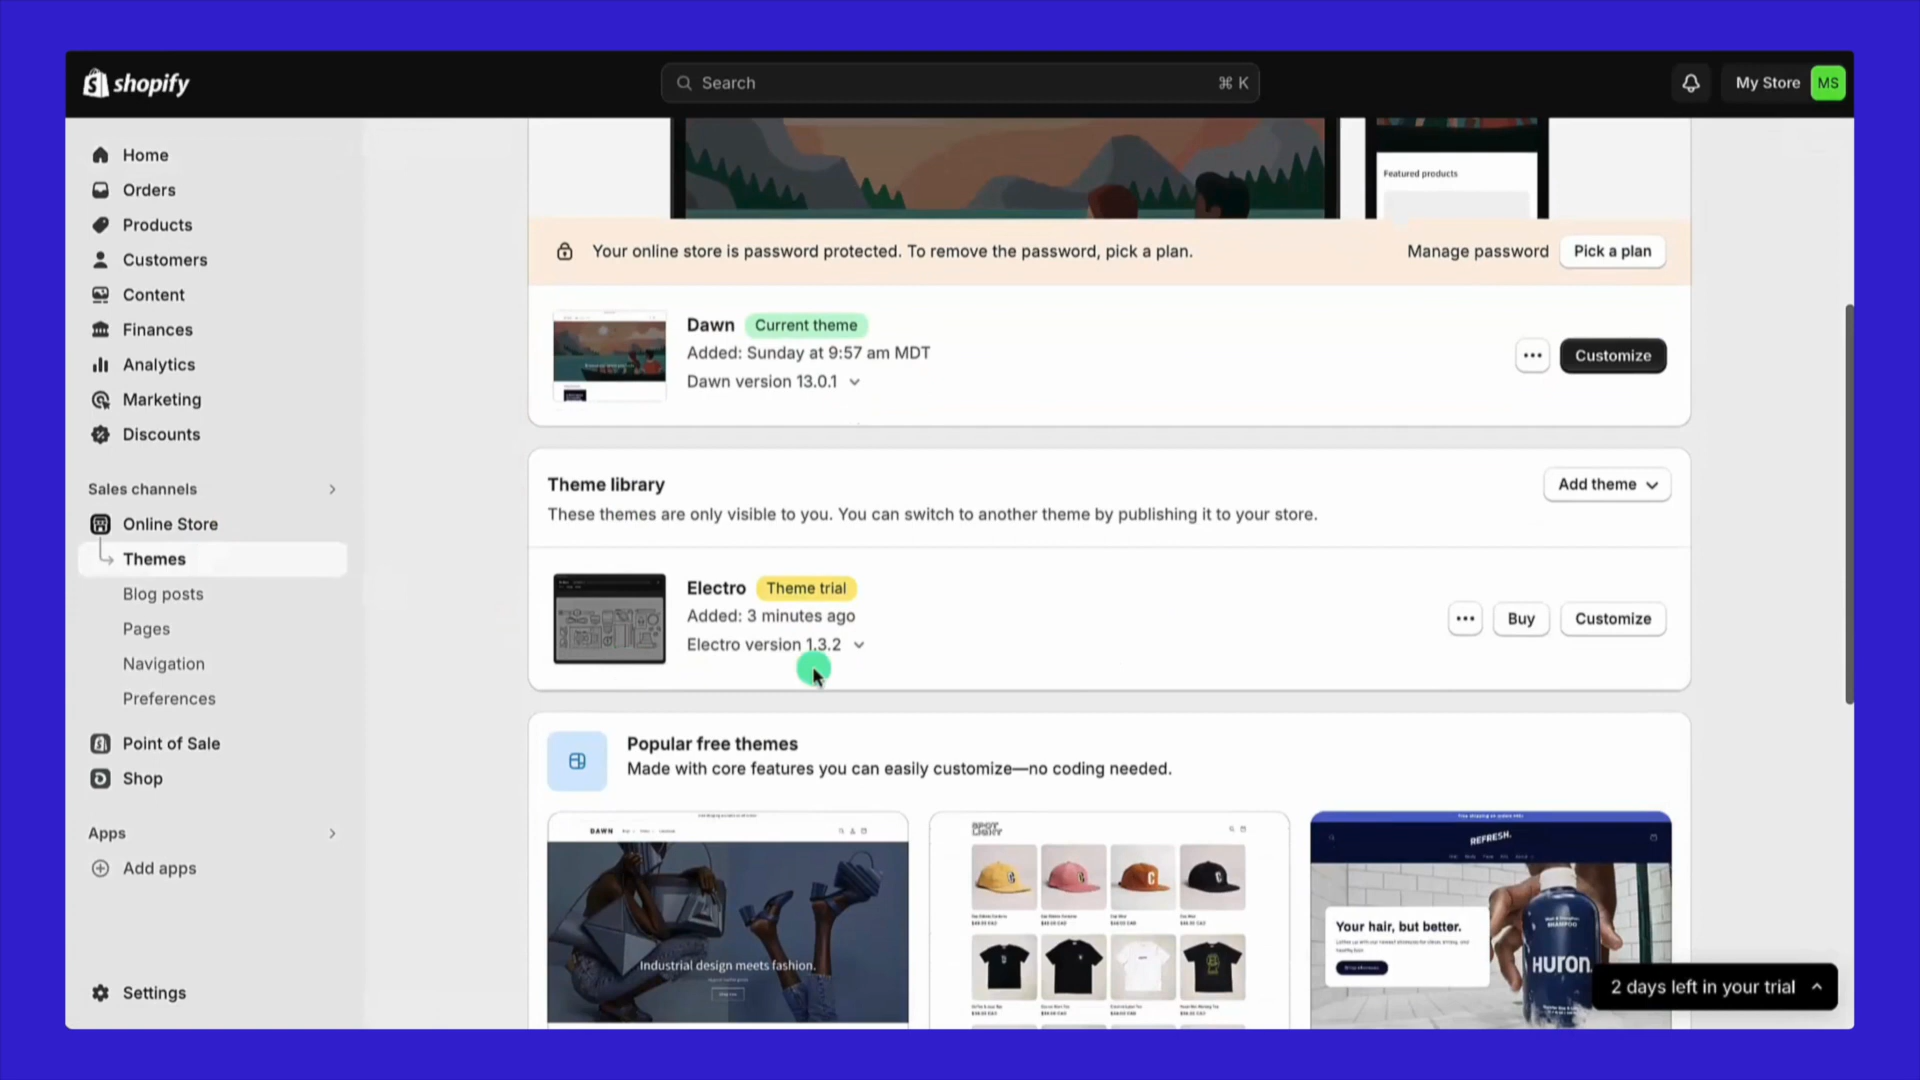 shopify
Search
⌘ K
My Store
MS
Home
Orders
Products
Customers
Content
Finances
Analytics
Marketing
Discounts
Sales channels
Online Store
Themes
Blog posts
Pages
Navigation
Preferences
Point of Sale
Shop
Apps
Add apps
Settings
Featured products
Your online store is password protected. To remove the password, pick a plan.
Manage password
Pick a plan
Dawn
Current theme
Added: Sunday at 9:57 am MDT
Dawn version 13.0.1
Customize
Theme library
Add theme
These themes are only visible to you. You can switch to another theme by publishing it to your store.
Electro
Theme trial
Added: 3 minutes ago
Electro version 1.3.2
Buy
Customize
Popular free themes
Made with core features you can easily customize—no coding needed.
DAWN
Industrial design meets fashion.
SPOT
LIGHT
REFRESH.
Your hair, but better.
SHAMPOO
HURON.
2 days left in your trial